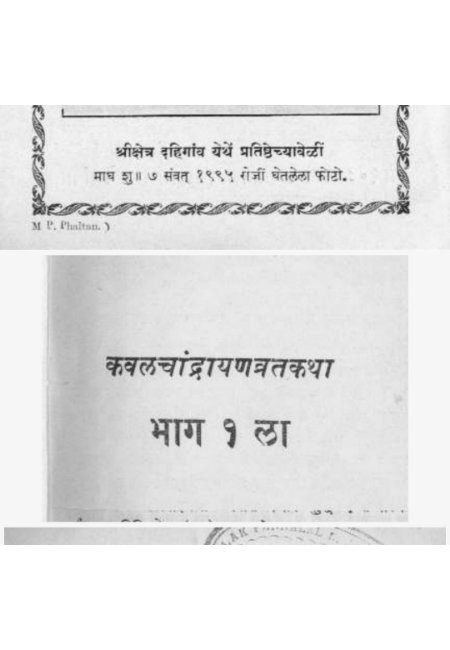 श्रीक्षेत्र दहिगांव येथें प्रतिष्ठेच्यावेळीं
माघ शु॥ ७ संवत् १९९५ रोजीं घेतलेला फोटो.
M P. Phaltan. )
कवलचांद्रायणव्रतकथा
भाग १ ला